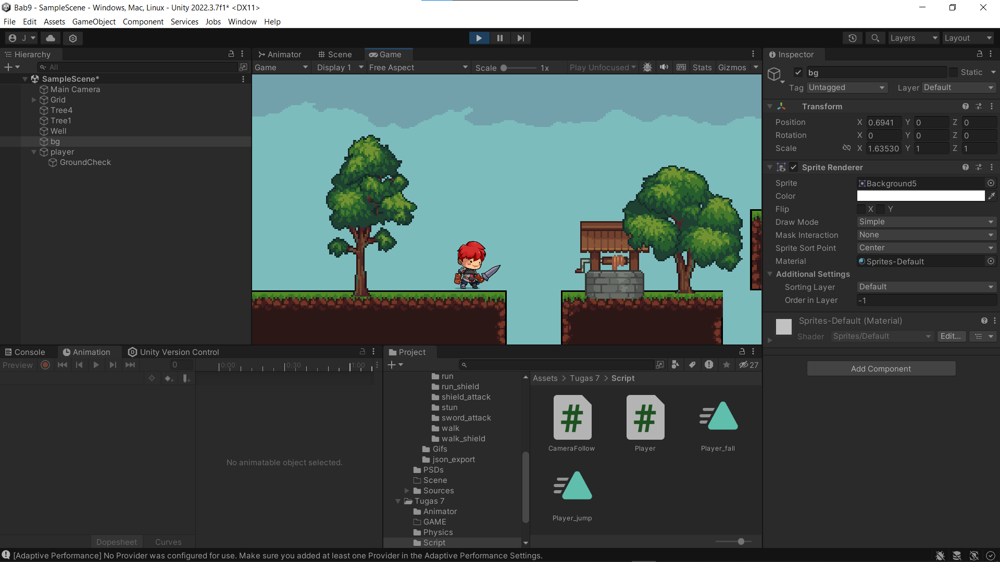 Bab9 - SampleScene - Windows, Mac, Linux - Unity 2022.3.7f1* <DX11>
File Edit Assets GameObject Component Services Jobs Window Help
J
Layers Layout
Hierarchy
All
SampleScene*
Main Camera
Grid
Tree4
Tree1
Well
bg
player
GroundCheck
Animator Scene Game
Game Display 1 Free Aspect Scale 1x Play Unfocused Stats Gizmos
Inspector
bg Static
Tag Untagged Layer Default
Transform
Position X 0.6941 Y 0 Z 0
Rotation X 0 Y 0 Z 0
Scale X 1.63530 Y 1 Z 1
Sprite Renderer
Sprite Background5
Color
Flip X Y
Draw Mode Simple
Mask Interaction None
Sprite Sort Point Center
Material Sprites-Default
Additional Settings
Sorting Layer Default
Order in Layer -1
Sprites-Default (Material)
Shader Sprites/Default Edit...
Add Component
Console Animation Unity Version Control
Preview 0 0:00 0:30 1:00
No animatable object selected.
Dopesheet Curves
Project
27
run
run_shield
shield_attack
stun
sword_attack
walk
walk_shield
Gifs
json_export
PSDs
Scene
Sources
Tugas 7
Animator
GAME
Physics
Script
Assets > Tugas 7 > Script
CameraFollow Player Player_fall
Player_jump
[Adaptive Performance] No Provider was configured for use. Make sure you added at least one Provider in the Adaptive Performance Settings.